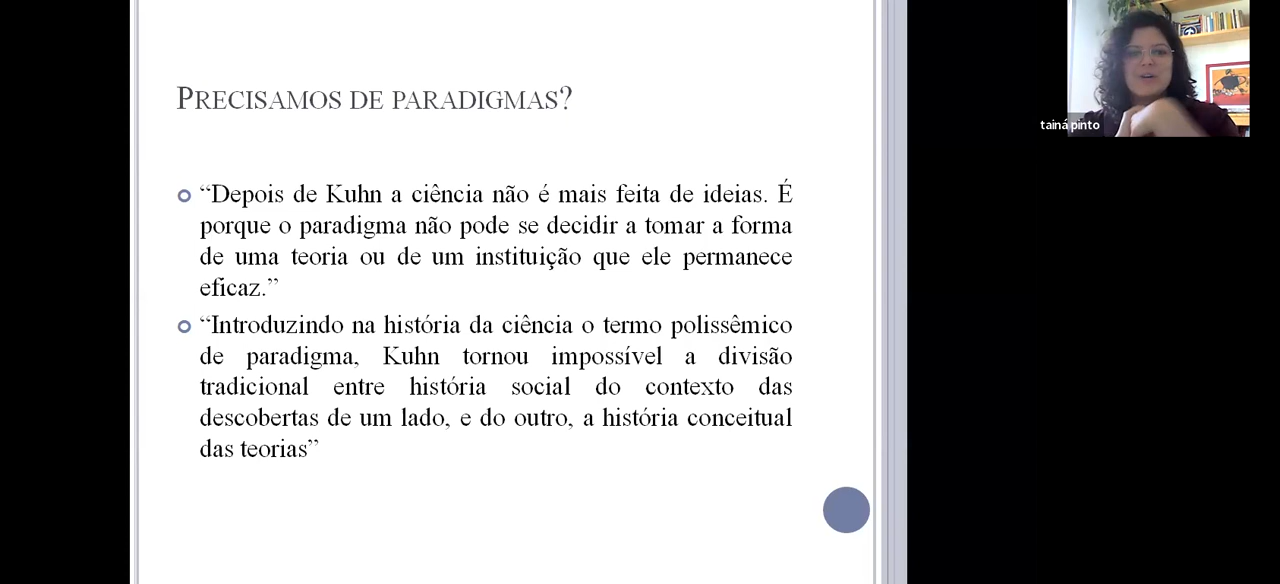 PRECISAMOS DE PARADIGMAS?
“Depois de Kuhn a ciência não é mais feita de ideias. É
porque o paradigma não pode se decidir a tomar a forma
de uma teoria ou de um instituição que ele permanece
eficaz.”
“Introduzindo na história da ciência o termo polissêmico
de paradigma, Kuhn tornou impossível a divisão
tradicional entre história social do contexto das
descobertas de um lado, e do outro, a história conceitual
das teorias”
tainá pinto